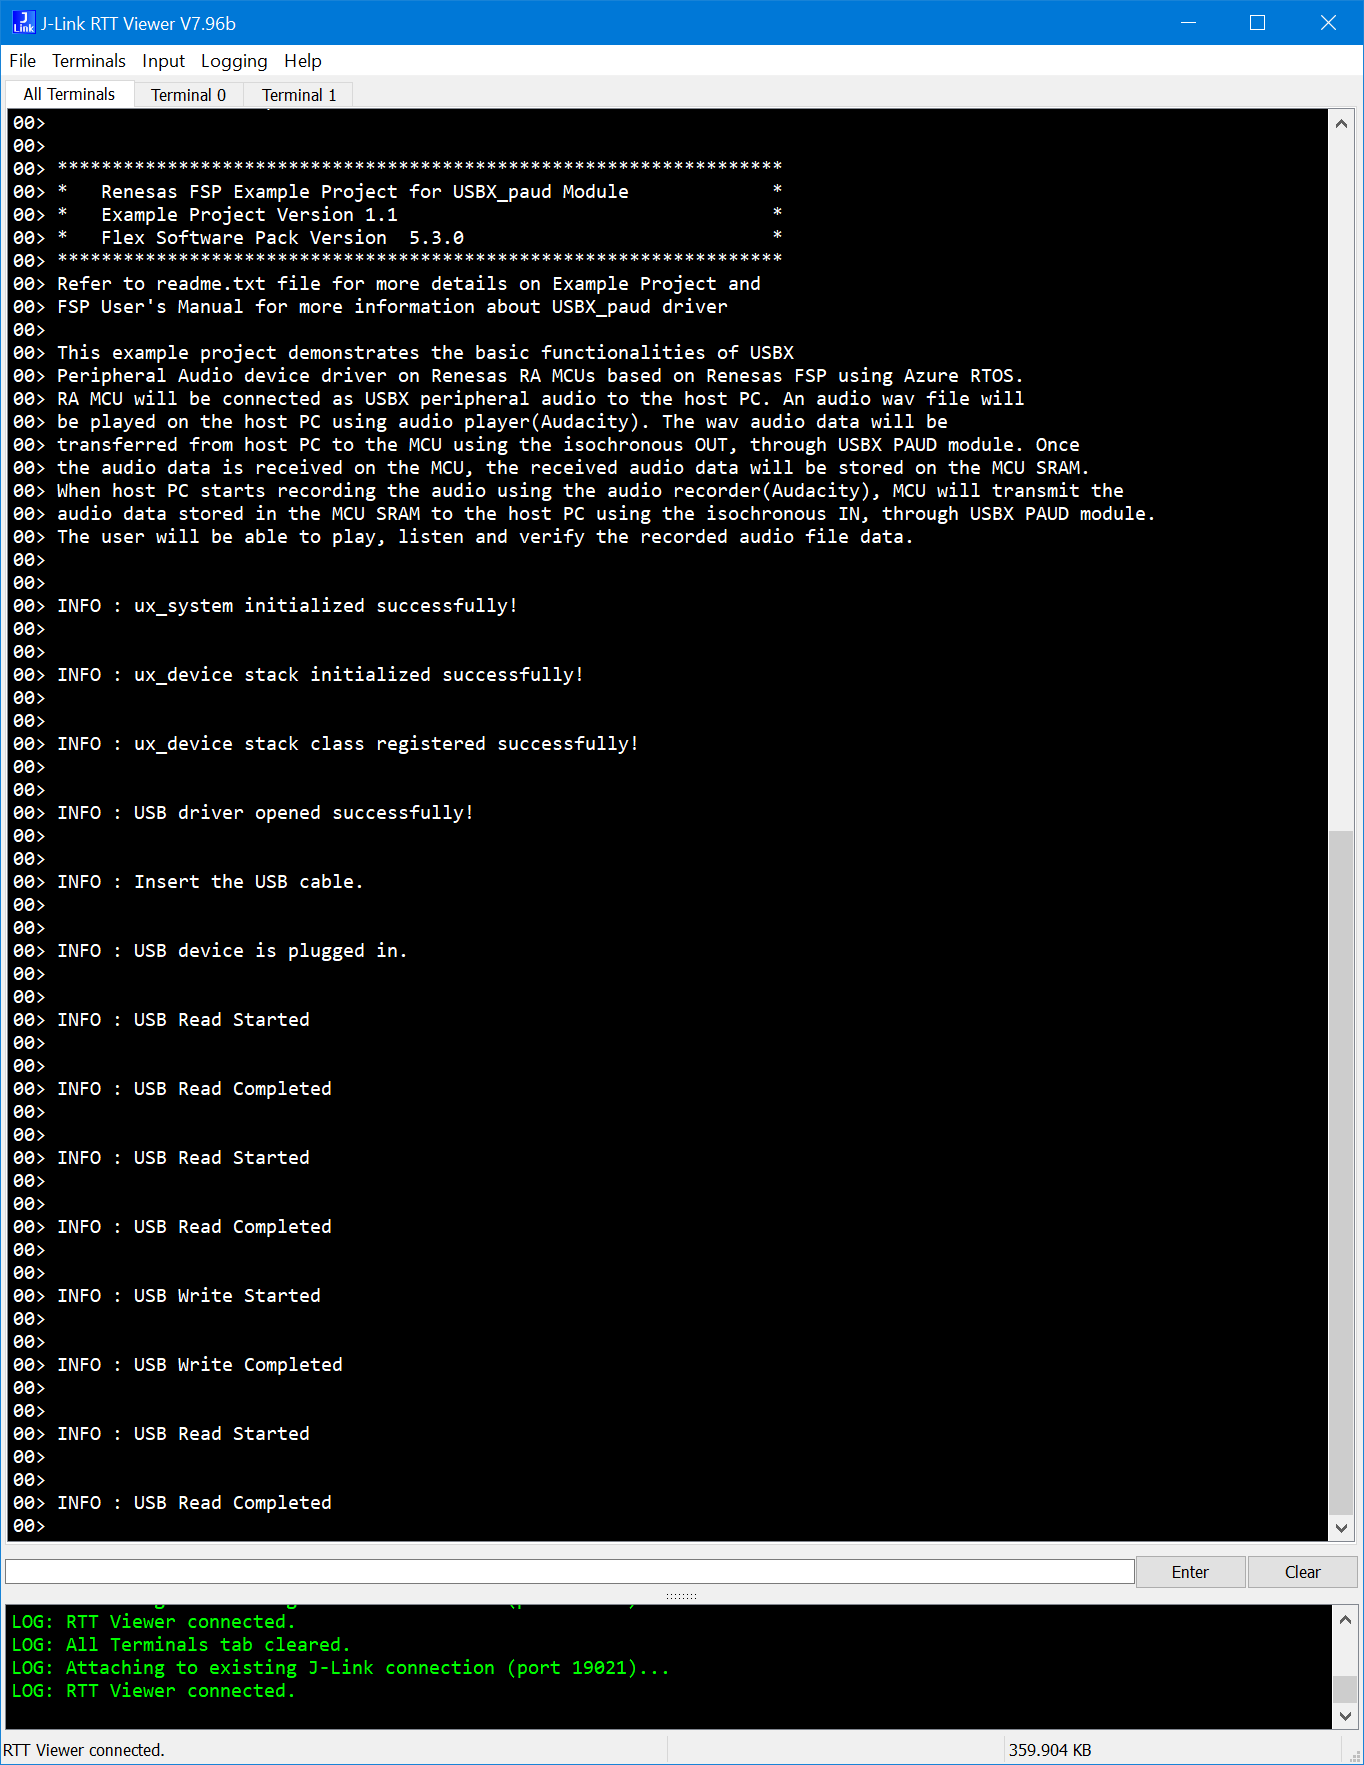 J-Link RTT Viewer V7.96b
File Terminals Input Logging Help
All Terminals Terminal 0 Terminal 1
00>
00>
00> ******************************************************************
00> *   Renesas FSP Example Project for USBX_paud Module             *
00> *   Example Project Version 1.1                                  *
00> *   Flex Software Pack Version  5.3.0                            *
00> ******************************************************************
00> Refer to readme.txt file for more details on Example Project and
00> FSP User's Manual for more information about USBX_paud driver
00>
00> This example project demonstrates the basic functionalities of USBX
00> Peripheral Audio device driver on Renesas RA MCUs based on Renesas FSP using Azure RTOS.
00> RA MCU will be connected as USBX peripheral audio to the host PC. An audio wav file will
00> be played on the host PC using audio player(Audacity). The wav audio data will be
00> transferred from host PC to the MCU using the isochronous OUT, through USBX PAUD module. Once
00> the audio data is received on the MCU, the received audio data will be stored on the MCU SRAM.
00> When host PC starts recording the audio using the audio recorder(Audacity), MCU will transmit the
00> audio data stored in the MCU SRAM to the host PC using the isochronous IN, through USBX PAUD module.
00> The user will be able to play, listen and verify the recorded audio file data.
00>
00>
00> INFO : ux_system initialized successfully!
00>
00>
00> INFO : ux_device stack initialized successfully!
00>
00>
00> INFO : ux_device stack class registered successfully!
00>
00>
00> INFO : USB driver opened successfully!
00>
00>
00> INFO : Insert the USB cable.
00>
00>
00> INFO : USB device is plugged in.
00>
00>
00> INFO : USB Read Started
00>
00>
00> INFO : USB Read Completed
00>
00>
00> INFO : USB Read Started
00>
00>
00> INFO : USB Read Completed
00>
00>
00> INFO : USB Write Started
00>
00>
00> INFO : USB Write Completed
00>
00>
00> INFO : USB Read Started
00>
00>
00> INFO : USB Read Completed
00>
Enter Clear
LOG: RTT Viewer connected.
LOG: All Terminals tab cleared.
LOG: Attaching to existing J-Link connection (port 19021)...
LOG: RTT Viewer connected.
RTT Viewer connected. 359.904 KB